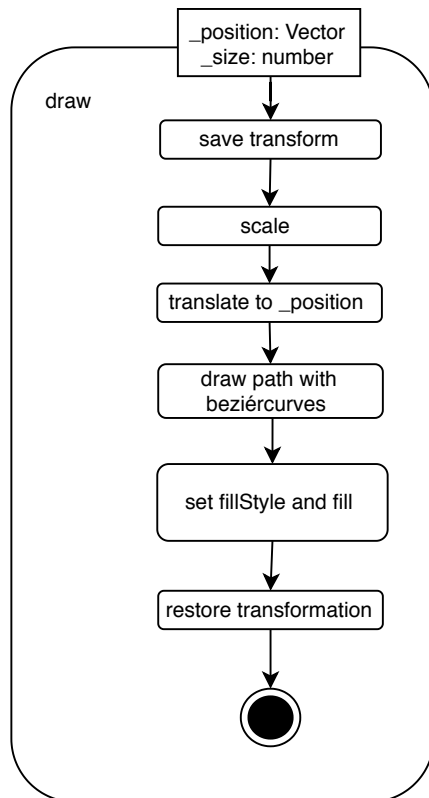 _position: Vector
_size: number
draw
save transform
scale
translate to _position
draw path with
beziércurves
set fillStyle and fill
restore transformation